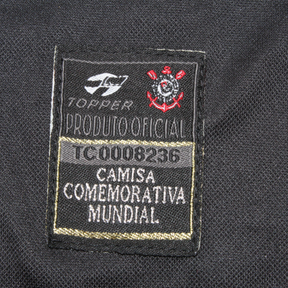 TOPPER
PRODUTO OFICIAL
TC0008236
CAMISA
COMEMORATIVA
MUNDIAL